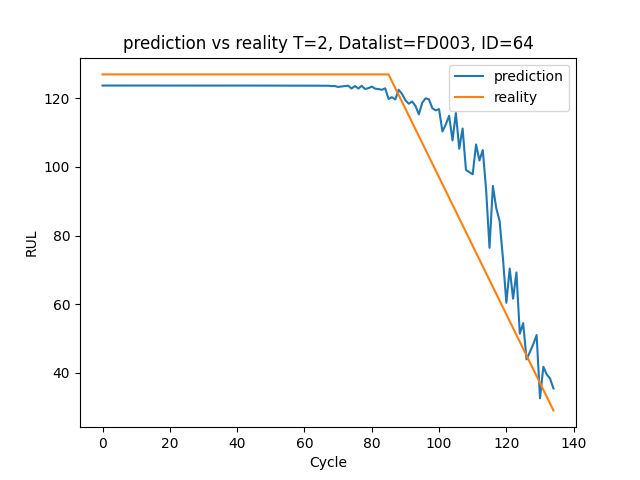 prediction vs reality T=2, Datalist=FD003, ID=64
prediction
reality
RUL
120
100
80
60
40
0 20 40 60 80 100 120 140
Cycle